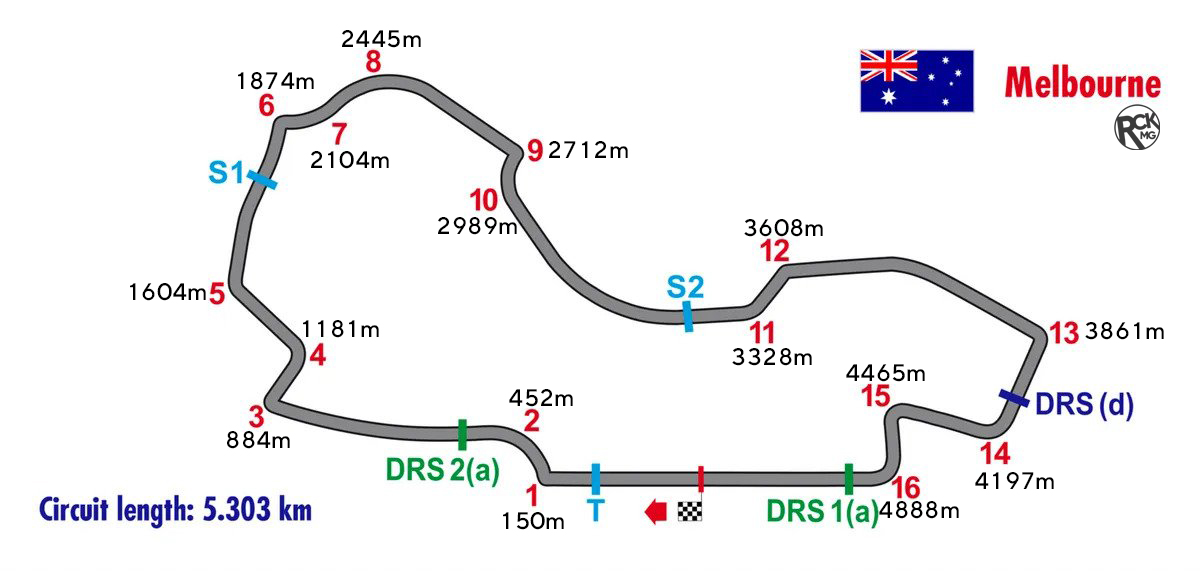 2445m
8
1874m
6
7
2104m
Melbourne
RCK
MG
S1
9 2712m
10
2989m
3608m
12
1604m 5
S2
11
3328m
13 3861m
1181m
4
4465m
15
DRS (d)
452m
2
3
884m
14
4197m
DRS 2(a)
1
150m
T
DRS 1(a)
16
4888m
Circuit length: 5.303 km